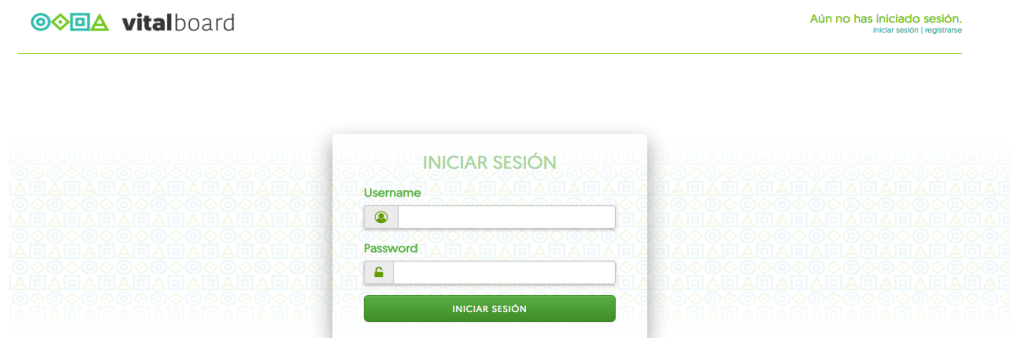 vitalboard
Aún no has iniciado sesión.
Iniciar sesión | registrarse
INICIAR SESIÓN
Username
Password
INICIAR SESIÓN